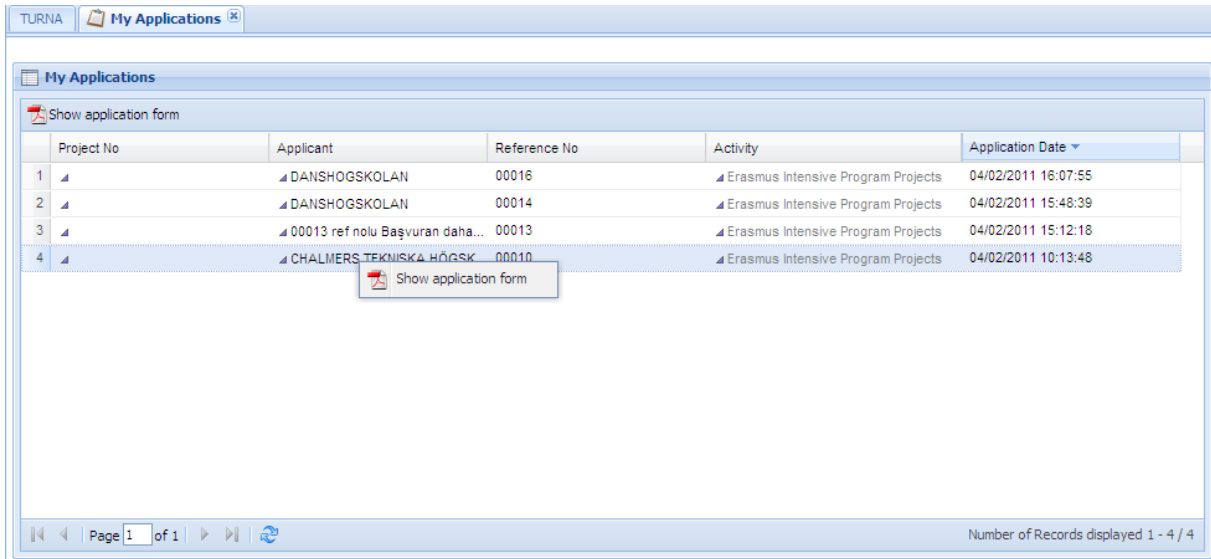 TURNA My Applications
My Applications
Show application form
Project No Applicant Reference No Activity Application Date
1 DANSHOGSKOLAN 00016 Erasmus Intensive Program Projects 04/02/2011 16:07:55
2 DANSHOGSKOLAN 00014 Erasmus Intensive Program Projects 04/02/2011 15:48:39
3 00013 ref nolu Başvuran daha... 00013 Erasmus Intensive Program Projects 04/02/2011 15:12:18
4 CHALMERS TEKNISKA HÖGSK... 00010 Erasmus Intensive Program Projects 04/02/2011 10:13:48
Show application form
Page 1 of 1 Number of Records displayed 1 - 4 / 4